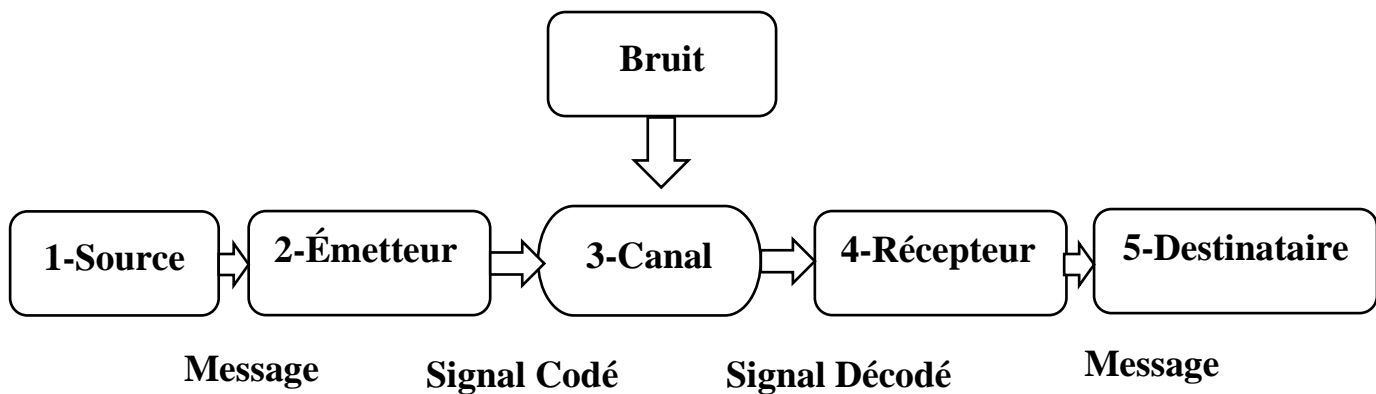 Bruit
1-Source
2-Émetteur
3-Canal
4-Récepteur
5-Destinataire
Message
Signal Codé
Signal Décodé
Message